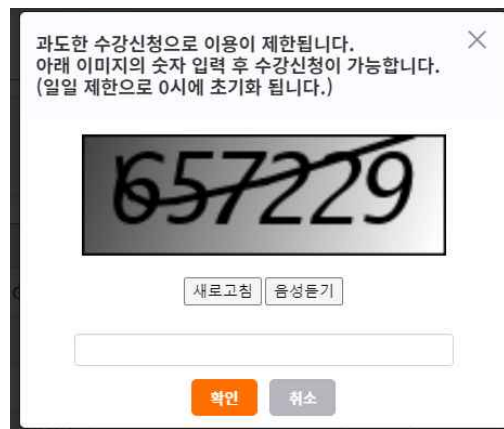 과도한 수강신청으로 이용이 제한됩니다.
아래 이미지의 숫자 입력 후 수강신청이 가능합니다.
(일일 제한으로 0시에 초기화 됩니다.)
657229
새로고침 음성듣기
확인 취소